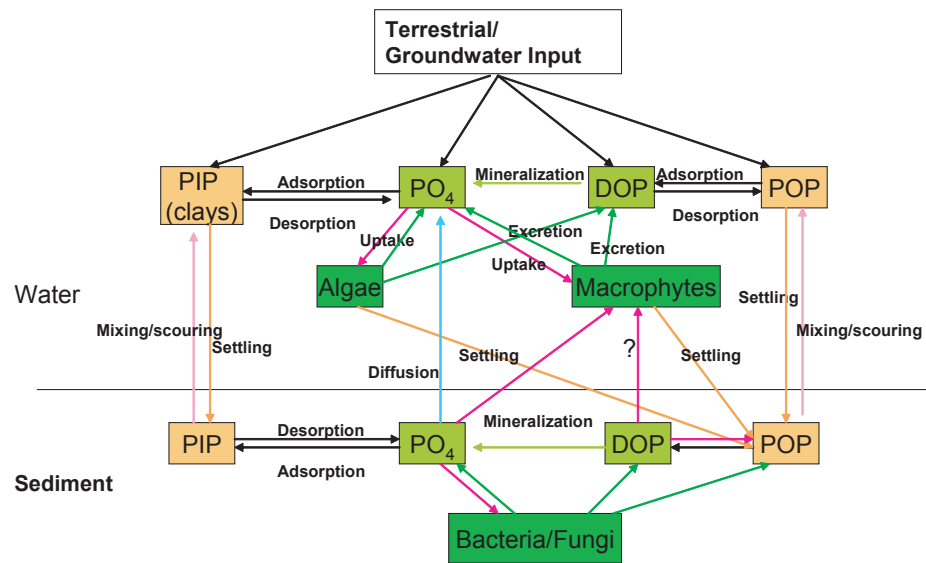 Terrestrial/
Groundwater Input
PIP
(clays)
Adsorption
Desorption
PO4
Mineralization
DOP
Adsorption
Desorption
POP
Uptake
Excretion
Uptake
Excretion
Algae
Macrophytes
Water
Mixing/scouring
Settling
Diffusion
Settling
?
Settling
Settling
Mixing/scouring
PIP
Desorption
Adsorption
PO4
Mineralization
DOP
POP
Sediment
Bacteria/Fungi